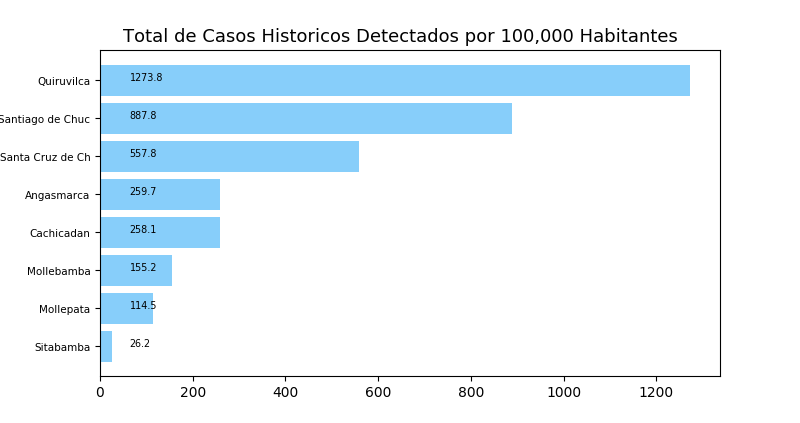 Total de Casos Historicos Detectados por 100,000 Habitantes
Quiruvilca 1273.8
Santiago de Chuc 887.8
Santa Cruz de Ch 557.8
Angasmarca 259.7
Cachicadan 258.1
Mollebamba 155.2
Mollepata 114.5
Sitabamba 26.2
0 200 400 600 800 1000 1200